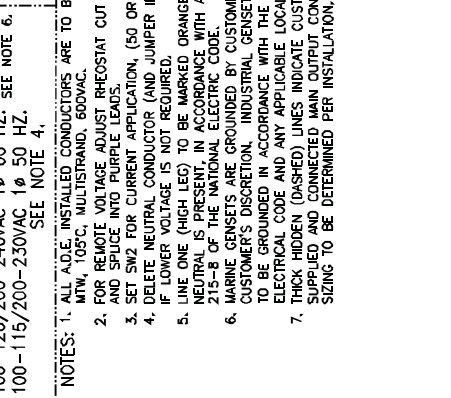 100-120/200-240VAC 1ø 60 HZ. SEE NOTE 6.
100-115/200-230VAC 1ø 50 HZ.
SEE NOTE 4,
NOTES: 1. ALL A.D.E. INSTALLED CONDUCTORS ARE TO B
MTW, 105°C, MULTISTRAND, 600VAC.
2. FOR REMOTE VOLTAGE ADJUST RHEOSTAT CUT
AND SPLICE INTO PURPLE LEADS.
3. SET SW2 FOR CURRENT APPLICATION, (50 OR
4. DELETE NEUTRAL CONDUCTOR (AND JUMPER I
IF LOWER VOLTAGE IS NOT REQUIRED.
5. LINE ONE (HIGH LEG) TO BE MARKED ORANGE
NEUTRAL IS PRESENT, IN ACCORDANCE WITH A
215-8 OF THE NATIONAL ELECTRIC CODE.
6. MARINE GENSETS ARE GROUNDED BY CUSTOM
CUSTOMER'S DISCRETION. INDUSTRIAL GENSET
TO BE GROUNDED IN ACCORDANCE WITH THE
ELECTRICAL CODE AND ANY APPLICABLE LOCAL
7. THICK HIDDEN (DASHED) LINES INDICATE CUST
SUPPLIED AND CONNECTED MAIN OUTPUT CON
SIZING TO BE DETERMINED PER INSTALLATION,